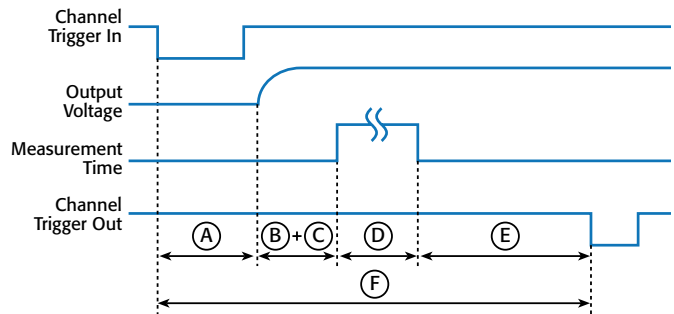 Channel
Trigger In
Output
Voltage
Measurement
Time
Channel
Trigger Out
A
B+C
D
E
F